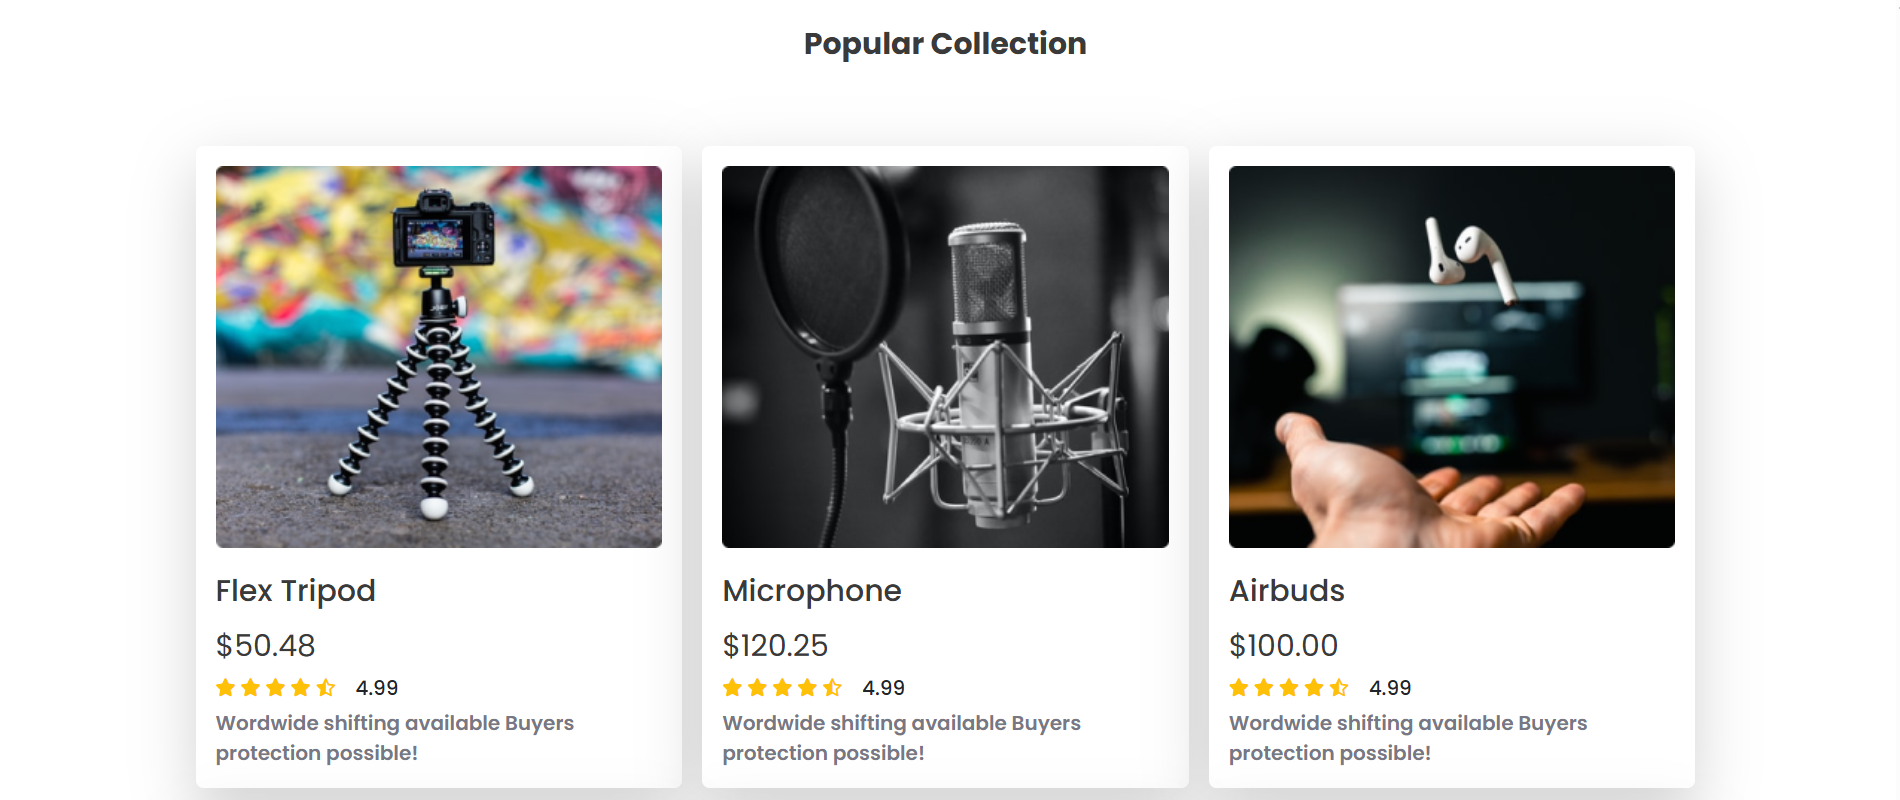 Popular Collection
Flex Tripod
$50.48
4.99
Wordwide shifting available Buyers
protection possible!
Microphone
$120.25
4.99
Wordwide shifting available Buyers
protection possible!
Airbuds
$100.00
4.99
Wordwide shifting available Buyers
protection possible!